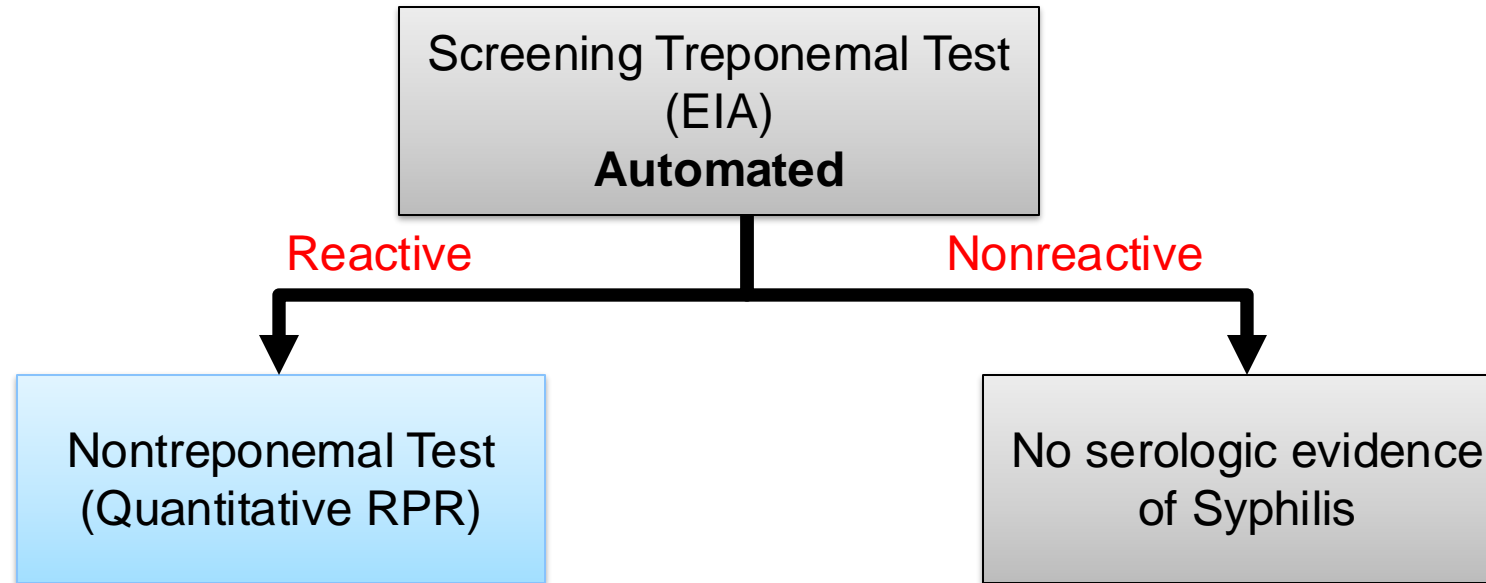 Screening Treponemal Test
(EIA)
Automated
Reactive
Nonreactive
Nontreponemal Test
(Quantitative RPR)
No serologic evidence
of Syphilis